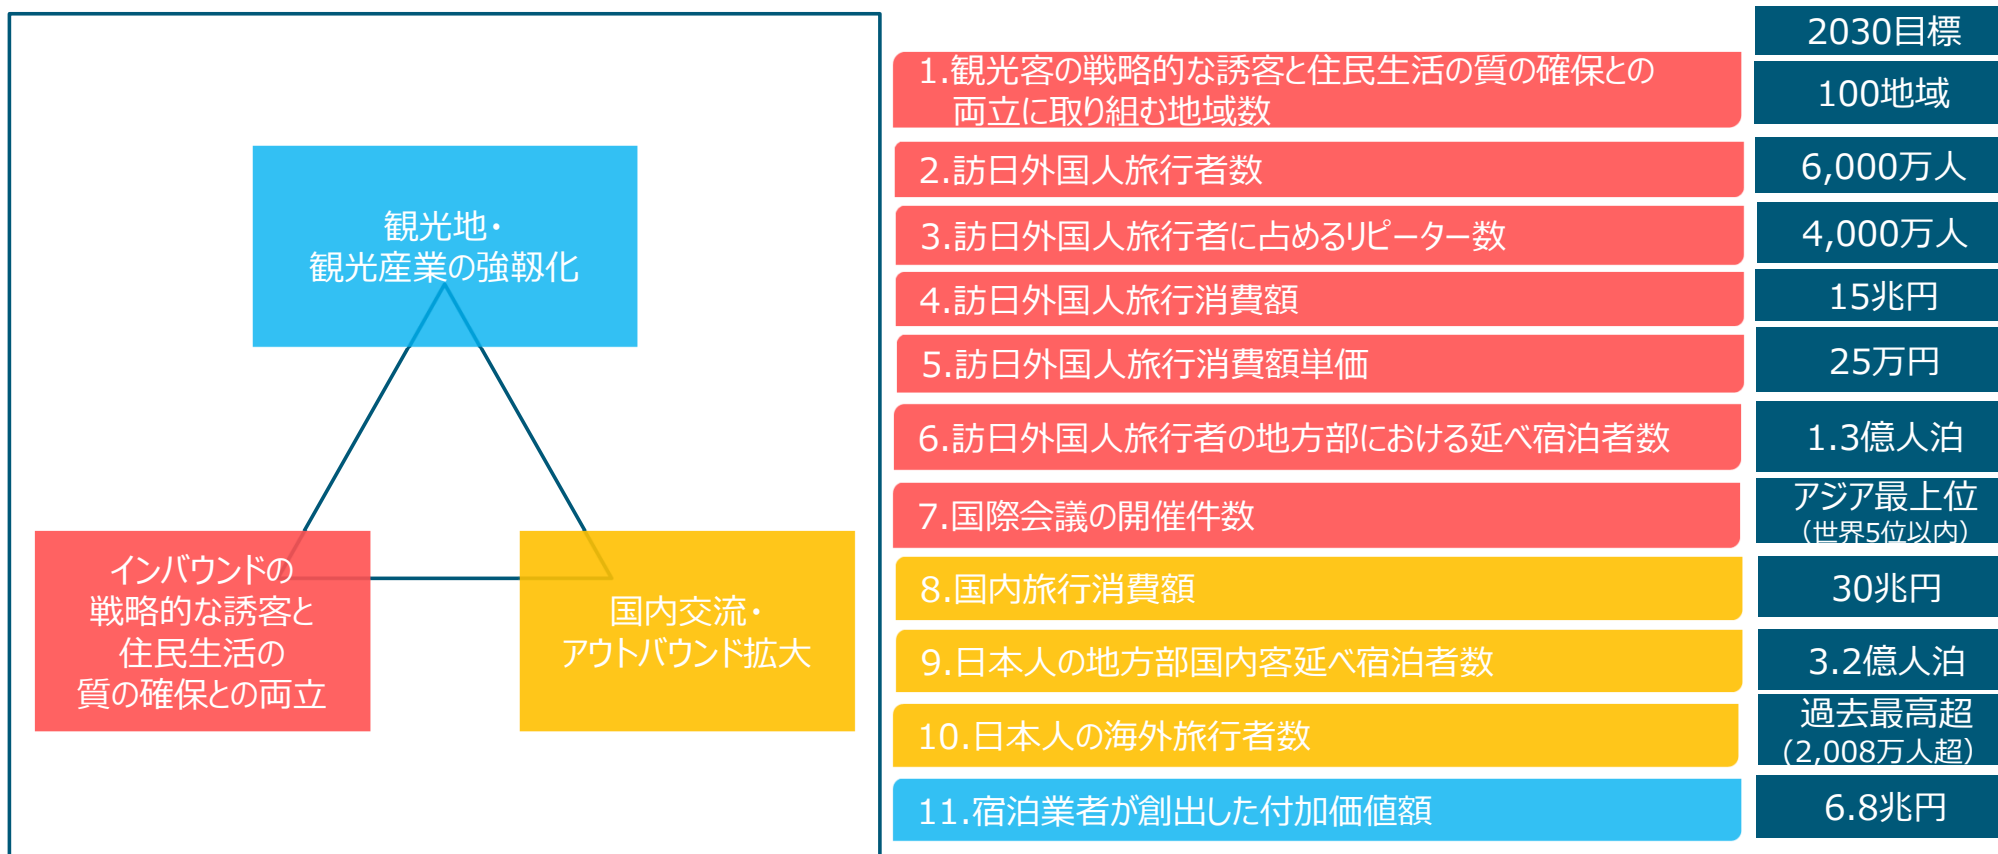 観光地・
観光産業の強靱化
インバウンドの
戦略的な誘客と
住民生活の
質の確保との両立
国内交流・
アウトバウンド拡大
2030目標
1.観光客の戦略的な誘客と住民生活の質の確保との
両立に取り組む地域数
100地域
2.訪日外国人旅行者数
6,000万人
3.訪日外国人旅行者に占めるリピーター数
4,000万人
4.訪日外国人旅行消費額
15兆円
5.訪日外国人旅行消費額単価
25万円
6.訪日外国人旅行者の地方部における延べ宿泊者数
1.3億人泊
7.国際会議の開催件数
アジア最上位
（世界5位以内）
8.国内旅行消費額
30兆円
9.日本人の地方部国内客延べ宿泊者数
3.2億人泊
10.日本人の海外旅行者数
過去最高超
(2,008万人超）
11.宿泊業者が創出した付加価値額
6.8兆円